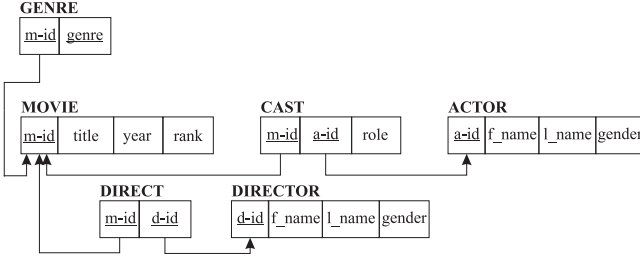 GENRE
m-id genre
MOVIE CAST ACTOR
m-id title year rank m-id a-id role a-id f_name l_name gender
DIRECT DIRECTOR
m-id d-id d-id f_name l_name gender